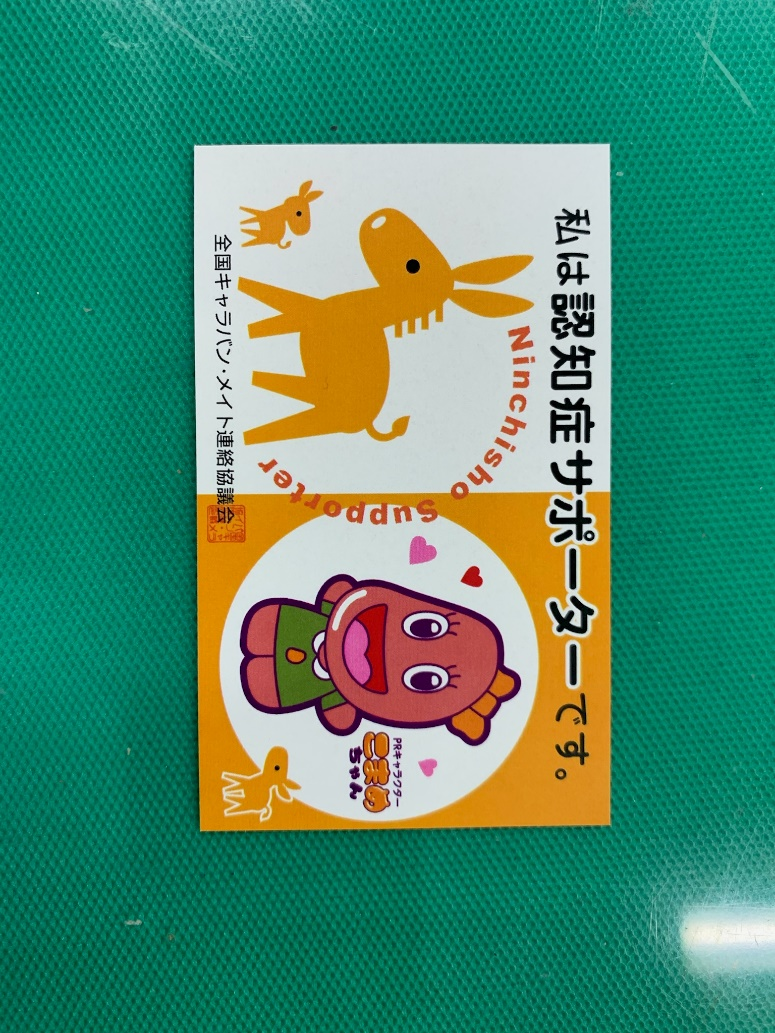 私は認知症サポーターです。
Ninchisho Supporter
全国キャラバン・メイト連絡協議会
PRキャラクター
こまめ
ちゃん